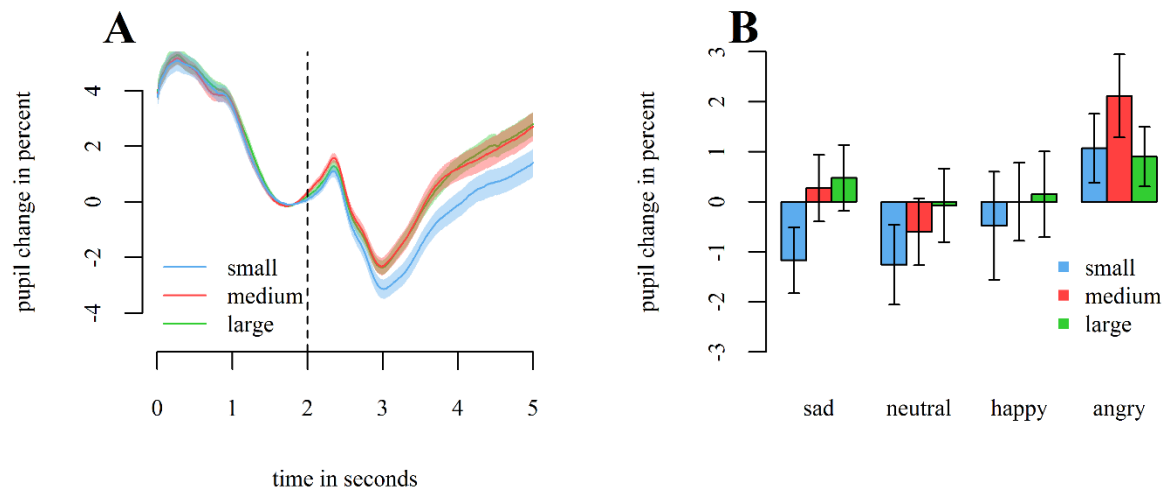 A
pupil change in percent
4
2
0
-2
-4
small
medium
large
0 1 2 3 4 5
time in seconds
B
pupil change in percent
3
2
1
0
-1
-2
-3
small
medium
large
sad neutral happy angry